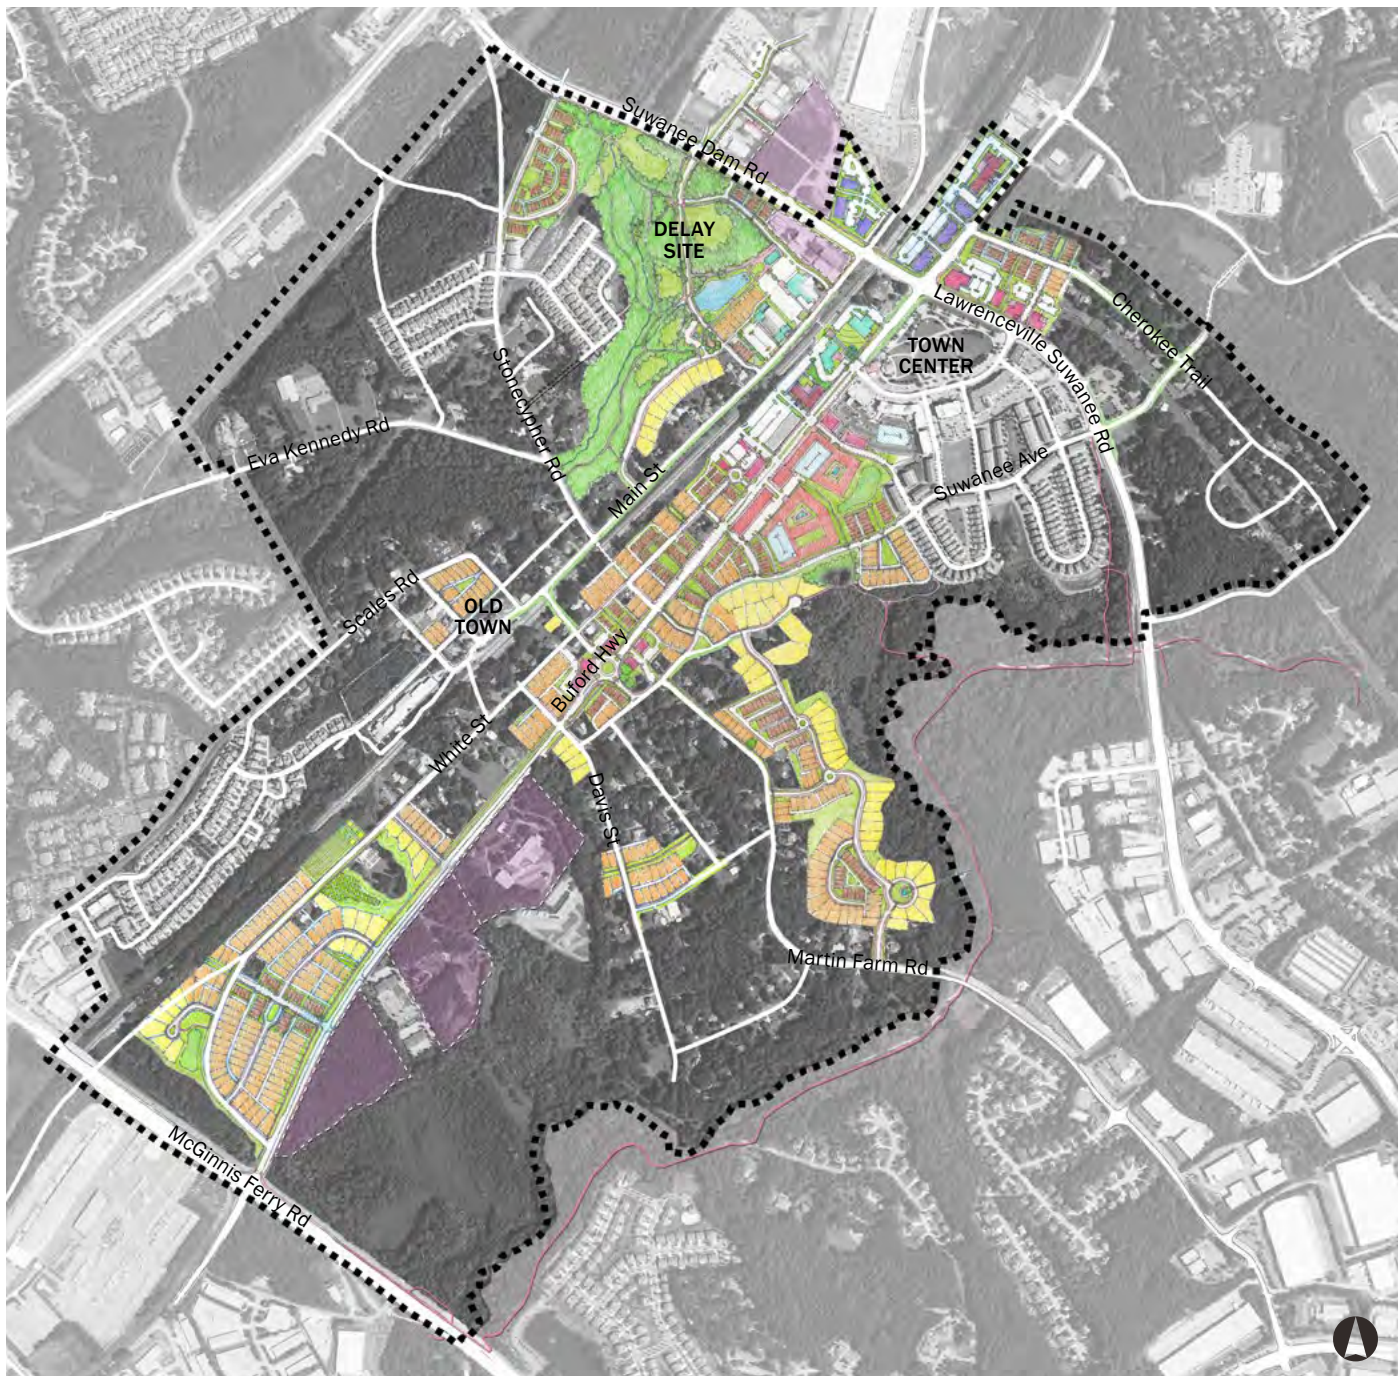 Suwanee Dam Rd
DELAY
SITE
Lawrenceville Suwanee Rd
Cherokee Trail
TOWN
CENTER
Stonecypher Rd
Eva Kennedy Rd
Main St
Suwanee Ave
Scales Rd
OLD
TOWN
Buford Hwy
White St
Davis St
Martin Farm Rd
McGinnis Ferry Rd